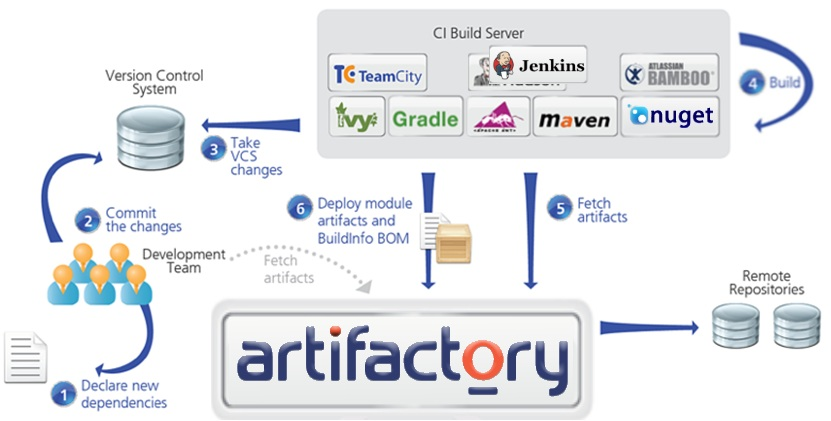 CI Build Server
TeamCity
Jenkins
ATLASSIAN
BAMBOO
ivy
Gradle
APACHE ANT
maven
nuget
4 Build
Version Control
System
3 Take
VCS
changes
2 Commit
the changes
6 Deploy module
artifacts and
BuildInfo BOM
5 Fetch
artifacts
Development
Team
Fetch
artifacts
Remote
Repositories
artifactory
1 Declare new
dependencies